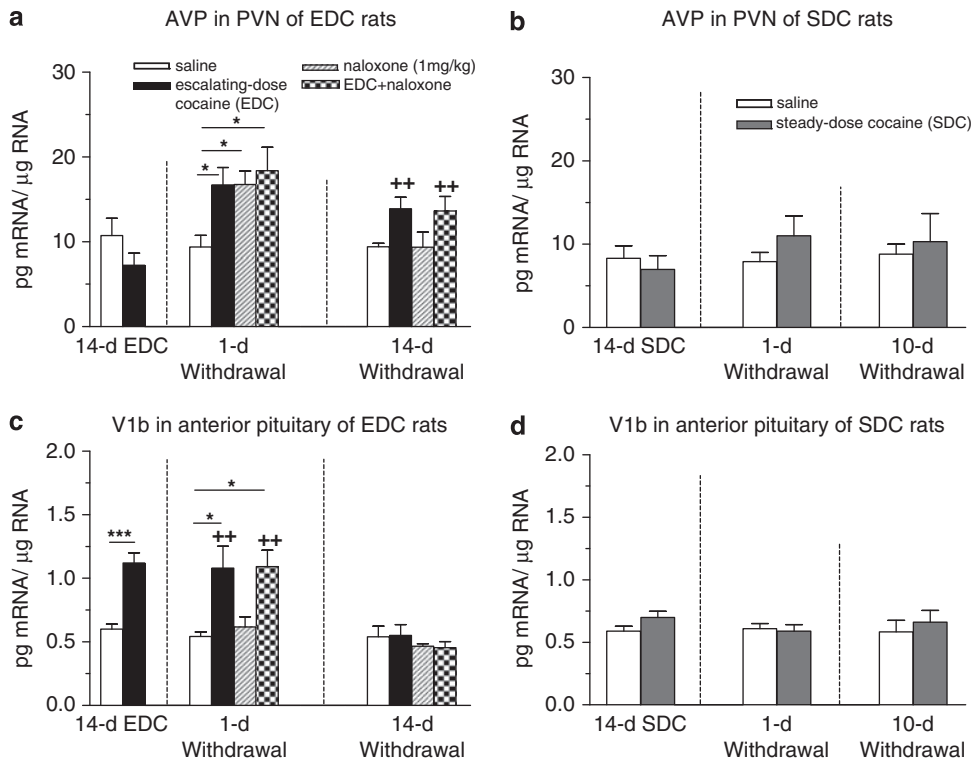 a
AVP in PVN of EDC rats
saline
escalating-dose
cocaine (EDC)
naloxone (1mg/kg)
EDC+naloxone
pg mRNA/ μg RNA
30
20
10
0
*
*
*
++
++
14-d EDC
1-d
Withdrawal
14-d
Withdrawal
b
AVP in PVN of SDC rats
saline
steady-dose cocaine (SDC)
pg mRNA/ μg RNA
30
20
10
0
14-d SDC
1-d
Withdrawal
10-d
Withdrawal
c
V1b in anterior pituitary of EDC rats
pg mRNA/ μg RNA
2.0
1.5
1.0
0.5
0.0
***
*
*
++
++
14-d EDC
1-d
Withdrawal
14-d
Withdrawal
d
V1b in anterior pituitary of SDC rats
pg mRNA/ μg RNA
2.0
1.5
1.0
0.5
0.0
14-d SDC
1-d
Withdrawal
10-d
Withdrawal